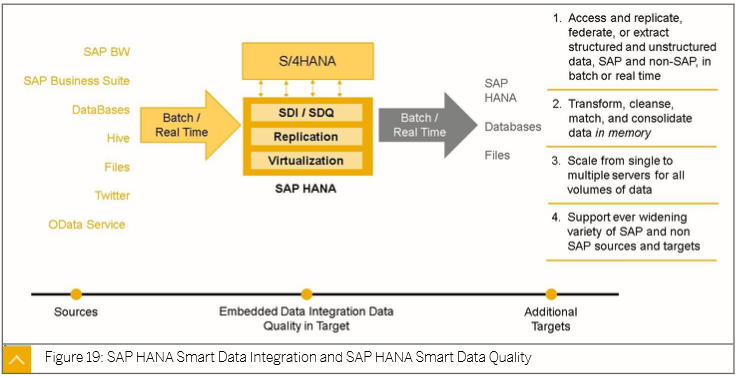 SAP BW
SAP Business Suite
DataBases
Hive
Files
Twitter
OData Service
Batch /
Real Time
S/4HANA
SDI / SDQ
Replication
Virtualization
SAP HANA
Batch /
Real Time
SAP
HANA
Databases
Files
1. Access and replicate,
federate, or extract
structured and unstructured
data, SAP and non-SAP, in
batch or real time
2. Transform, cleanse,
match, and consolidate
data in memory
3. Scale from single to
multiple servers for all
volumes of data
4. Support ever widening
variety of SAP and non
SAP sources and targets
Sources
Embedded Data Integration Data
Quality in Target
Additional
Targets
Figure 19: SAP HANA Smart Data Integration and SAP HANA Smart Data Quality